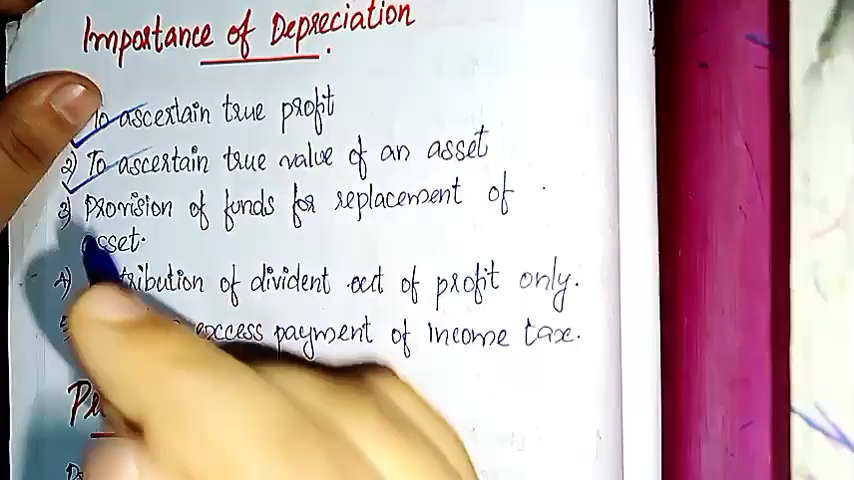 Importance of Depreciation
To ascertain true profit
2) To ascertain true value of an asset
3) Provision of funds for replacement of
asset.
4) tribution of divident out of profit only.
excess payment of income tax.